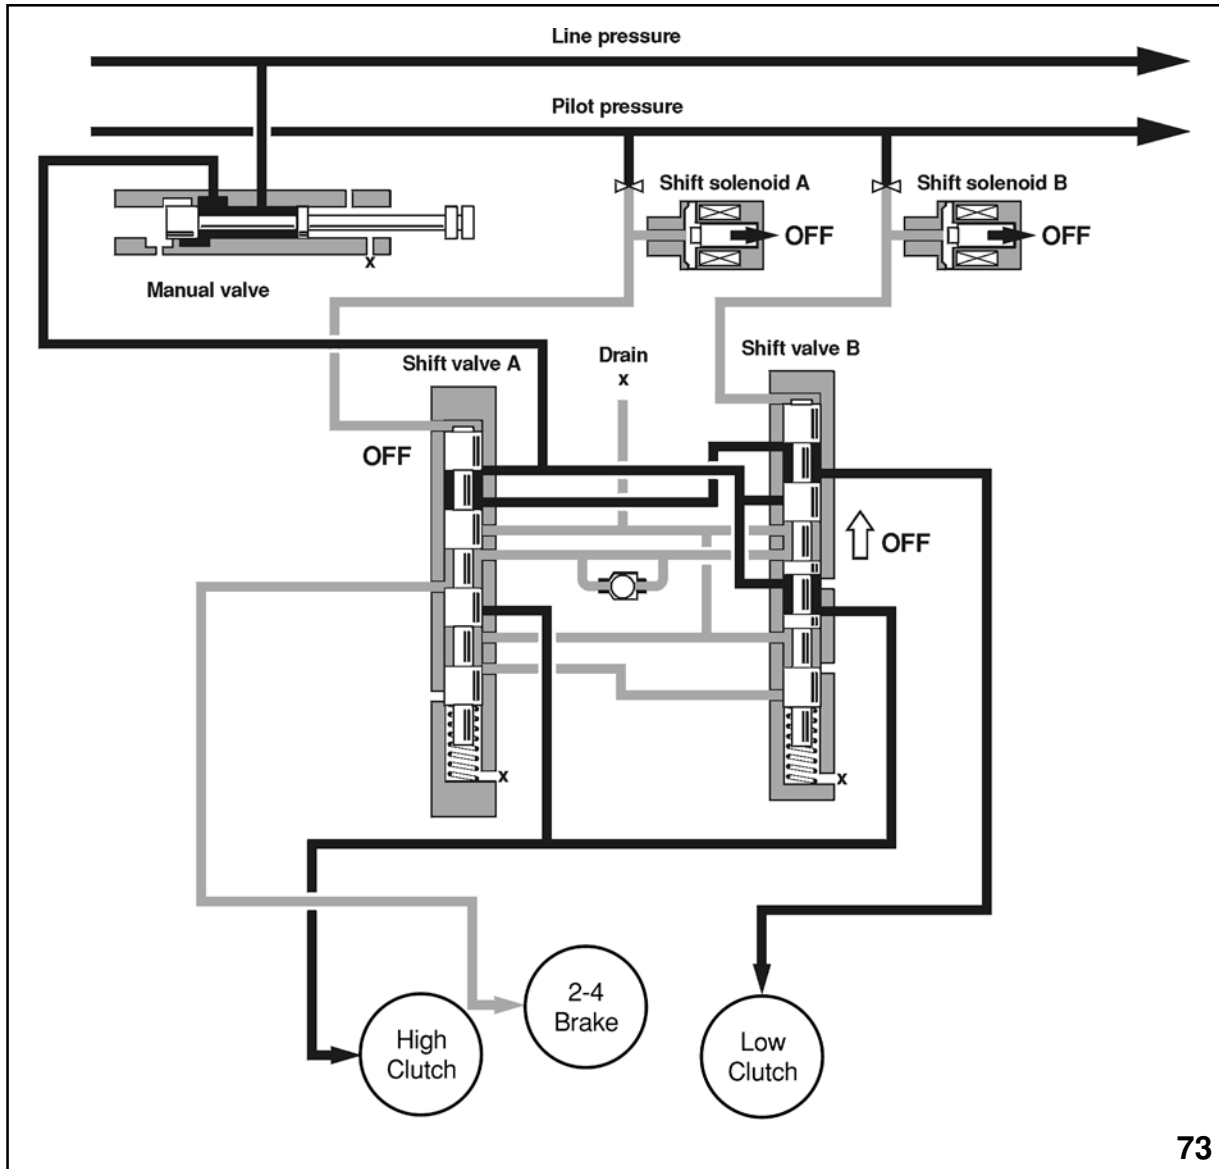 Line pressure
Pilot pressure
Shift solenoid A
Shift solenoid B
OFF
OFF
x
Manual valve
Shift valve A
Drain
x
Shift valve B
OFF
OFF
x
x
2-4
Brake
High
Clutch
Low
Clutch
73